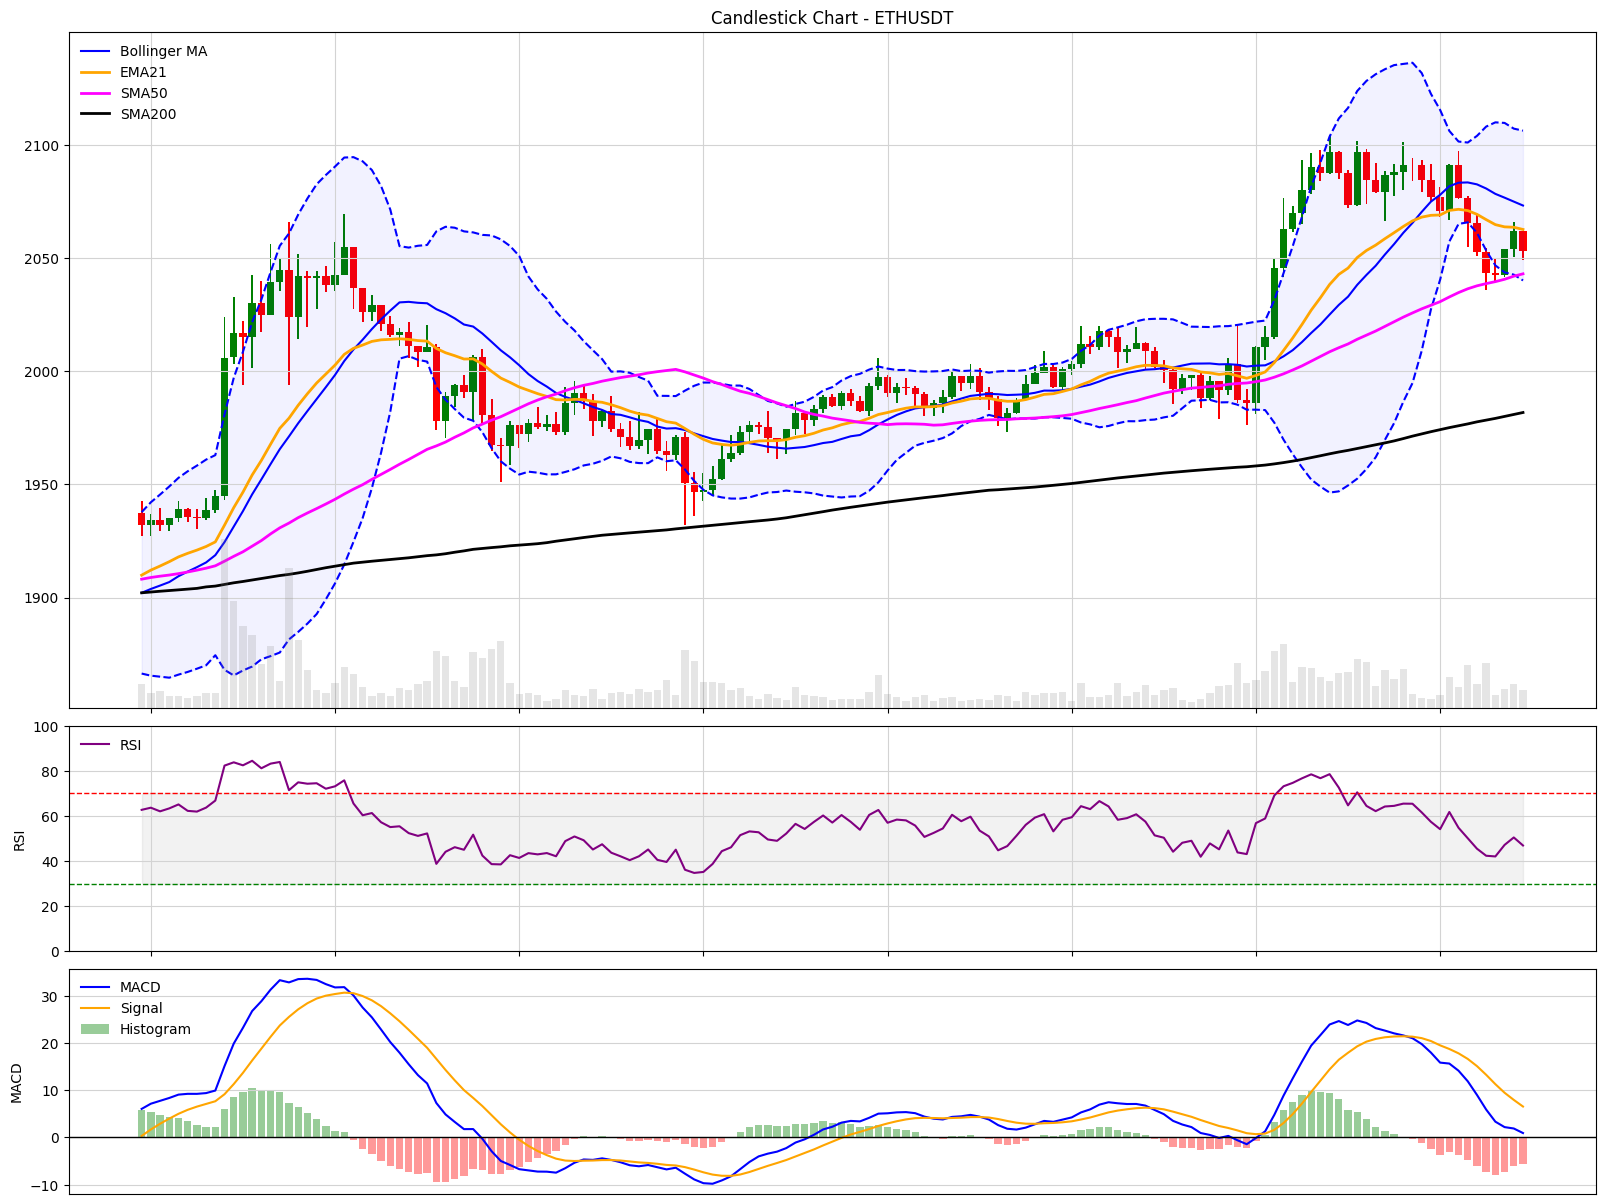 Candlestick Chart - ETHUSDT
Bollinger MA
EMA21
SMA50
SMA200
2100
2050
2000
1950
1900
RSI
RSI
100
80
60
40
20
0
MACD
Signal
Histogram
MACD
30
20
10
0
−10